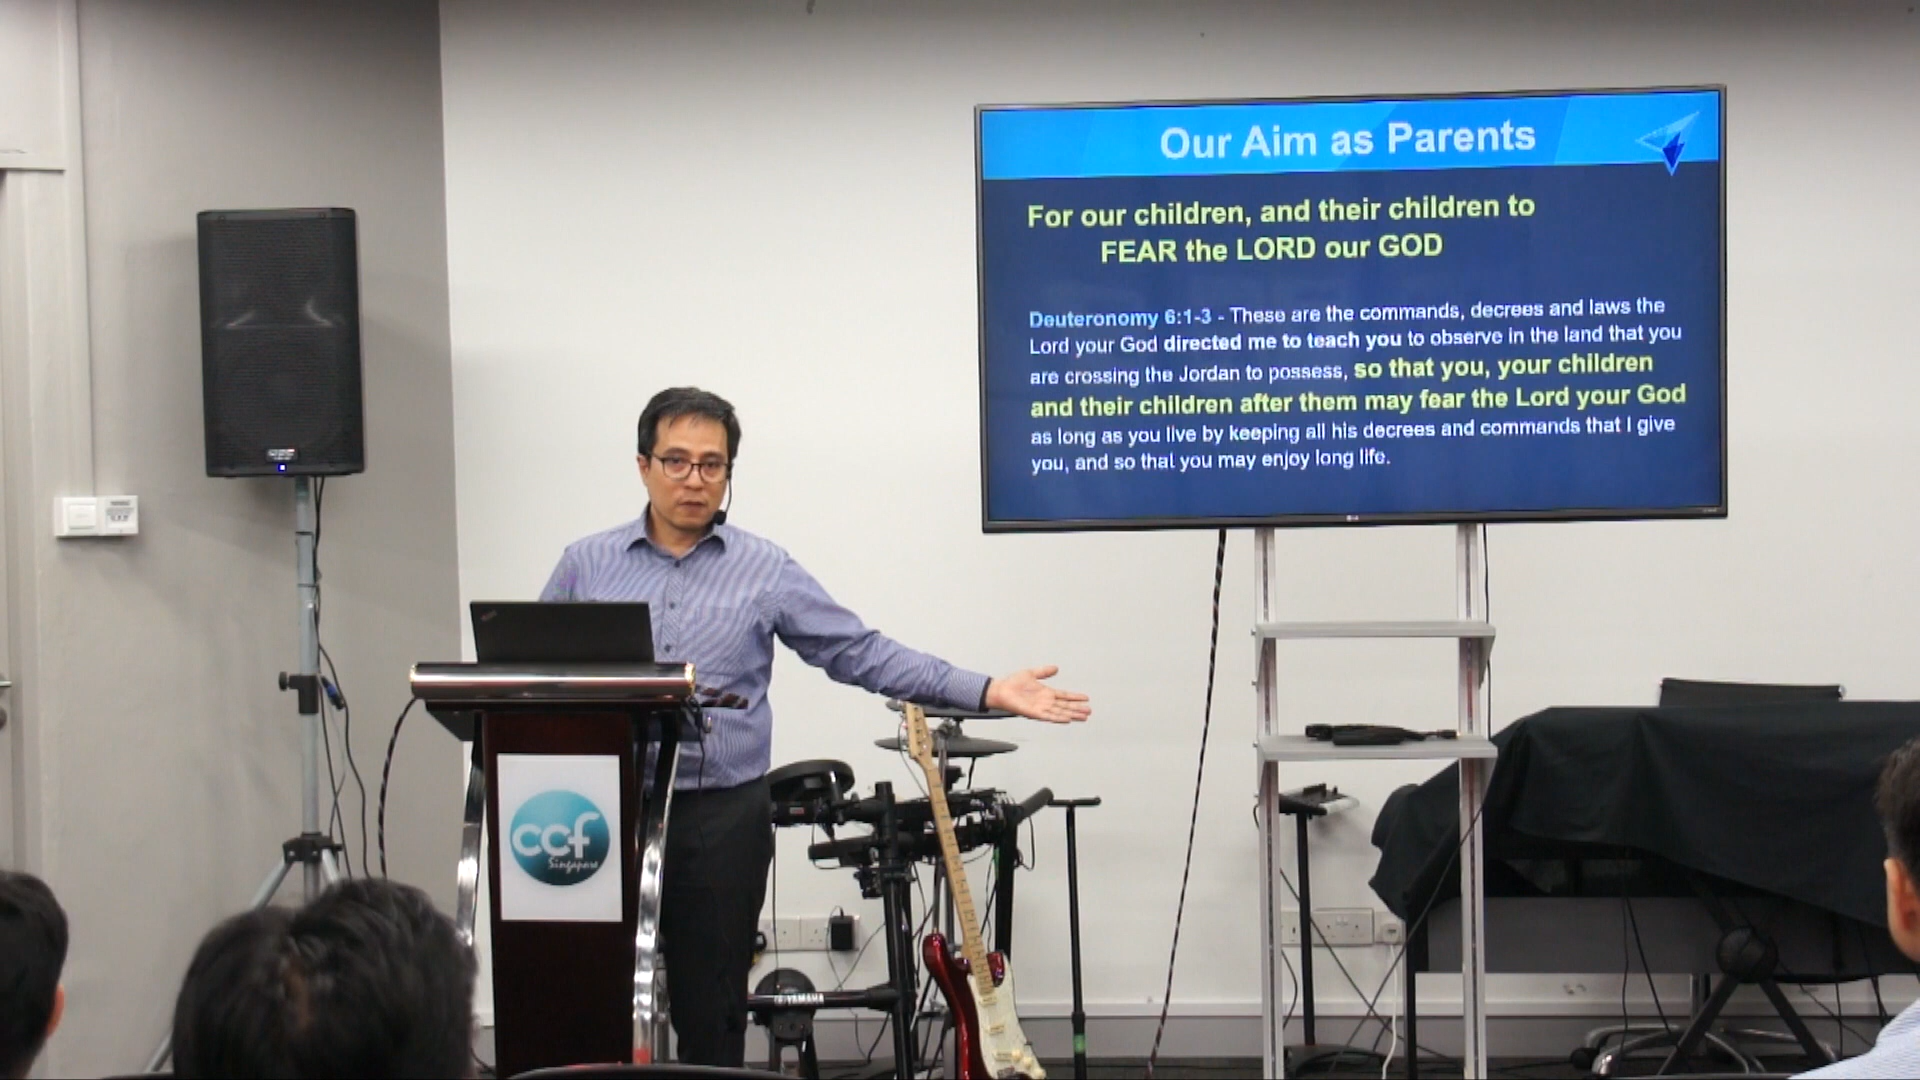 Our Aim as Parents
For our children, and their children to
FEAR the LORD our GOD
Deuteronomy 6:1-3 - These are the commands, decrees and laws the
Lord your God directed me to teach you to observe in the land that you
are crossing the Jordan to possess, so that you, your children
and their children after them may fear the Lord your God
as long as you live by keeping all his decrees and commands that I give
you, and so that you may enjoy long life.
ccf
Singapore
YAMAHA